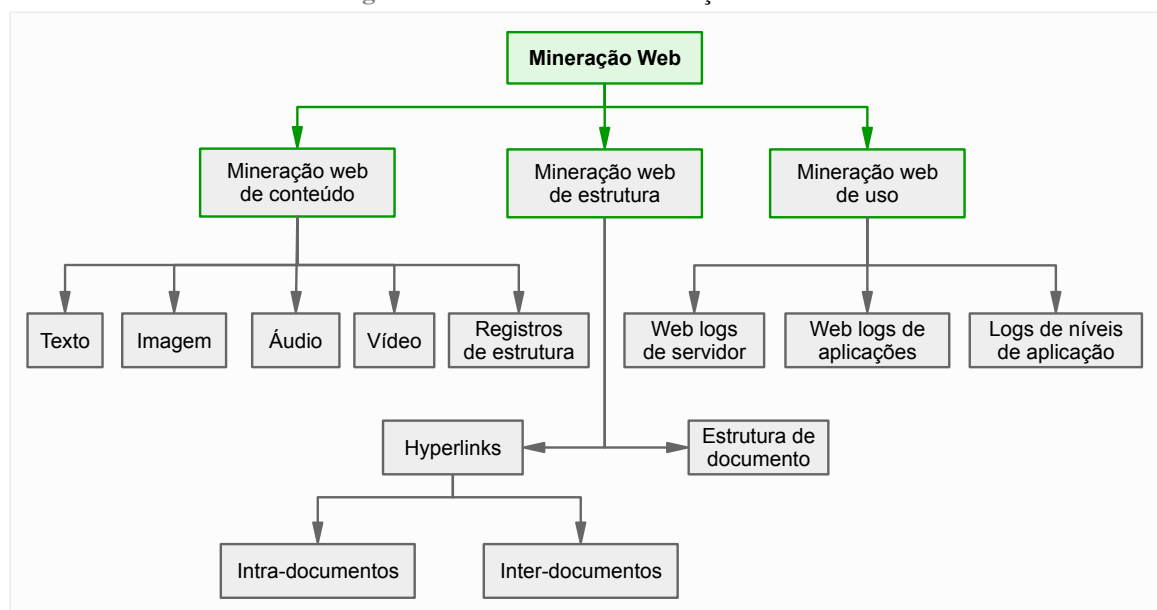 Mineração Web
Mineração web
de conteúdo
Mineração web
de estrutura
Mineração web
de uso
Texto
Imagem
Áudio
Vídeo
Registros
de estrutura
Web logs
de servidor
Web logs de
aplicações
Logs de níveis
de aplicação
Hyperlinks
Estrutura de
documento
Intra-documentos
Inter-documentos